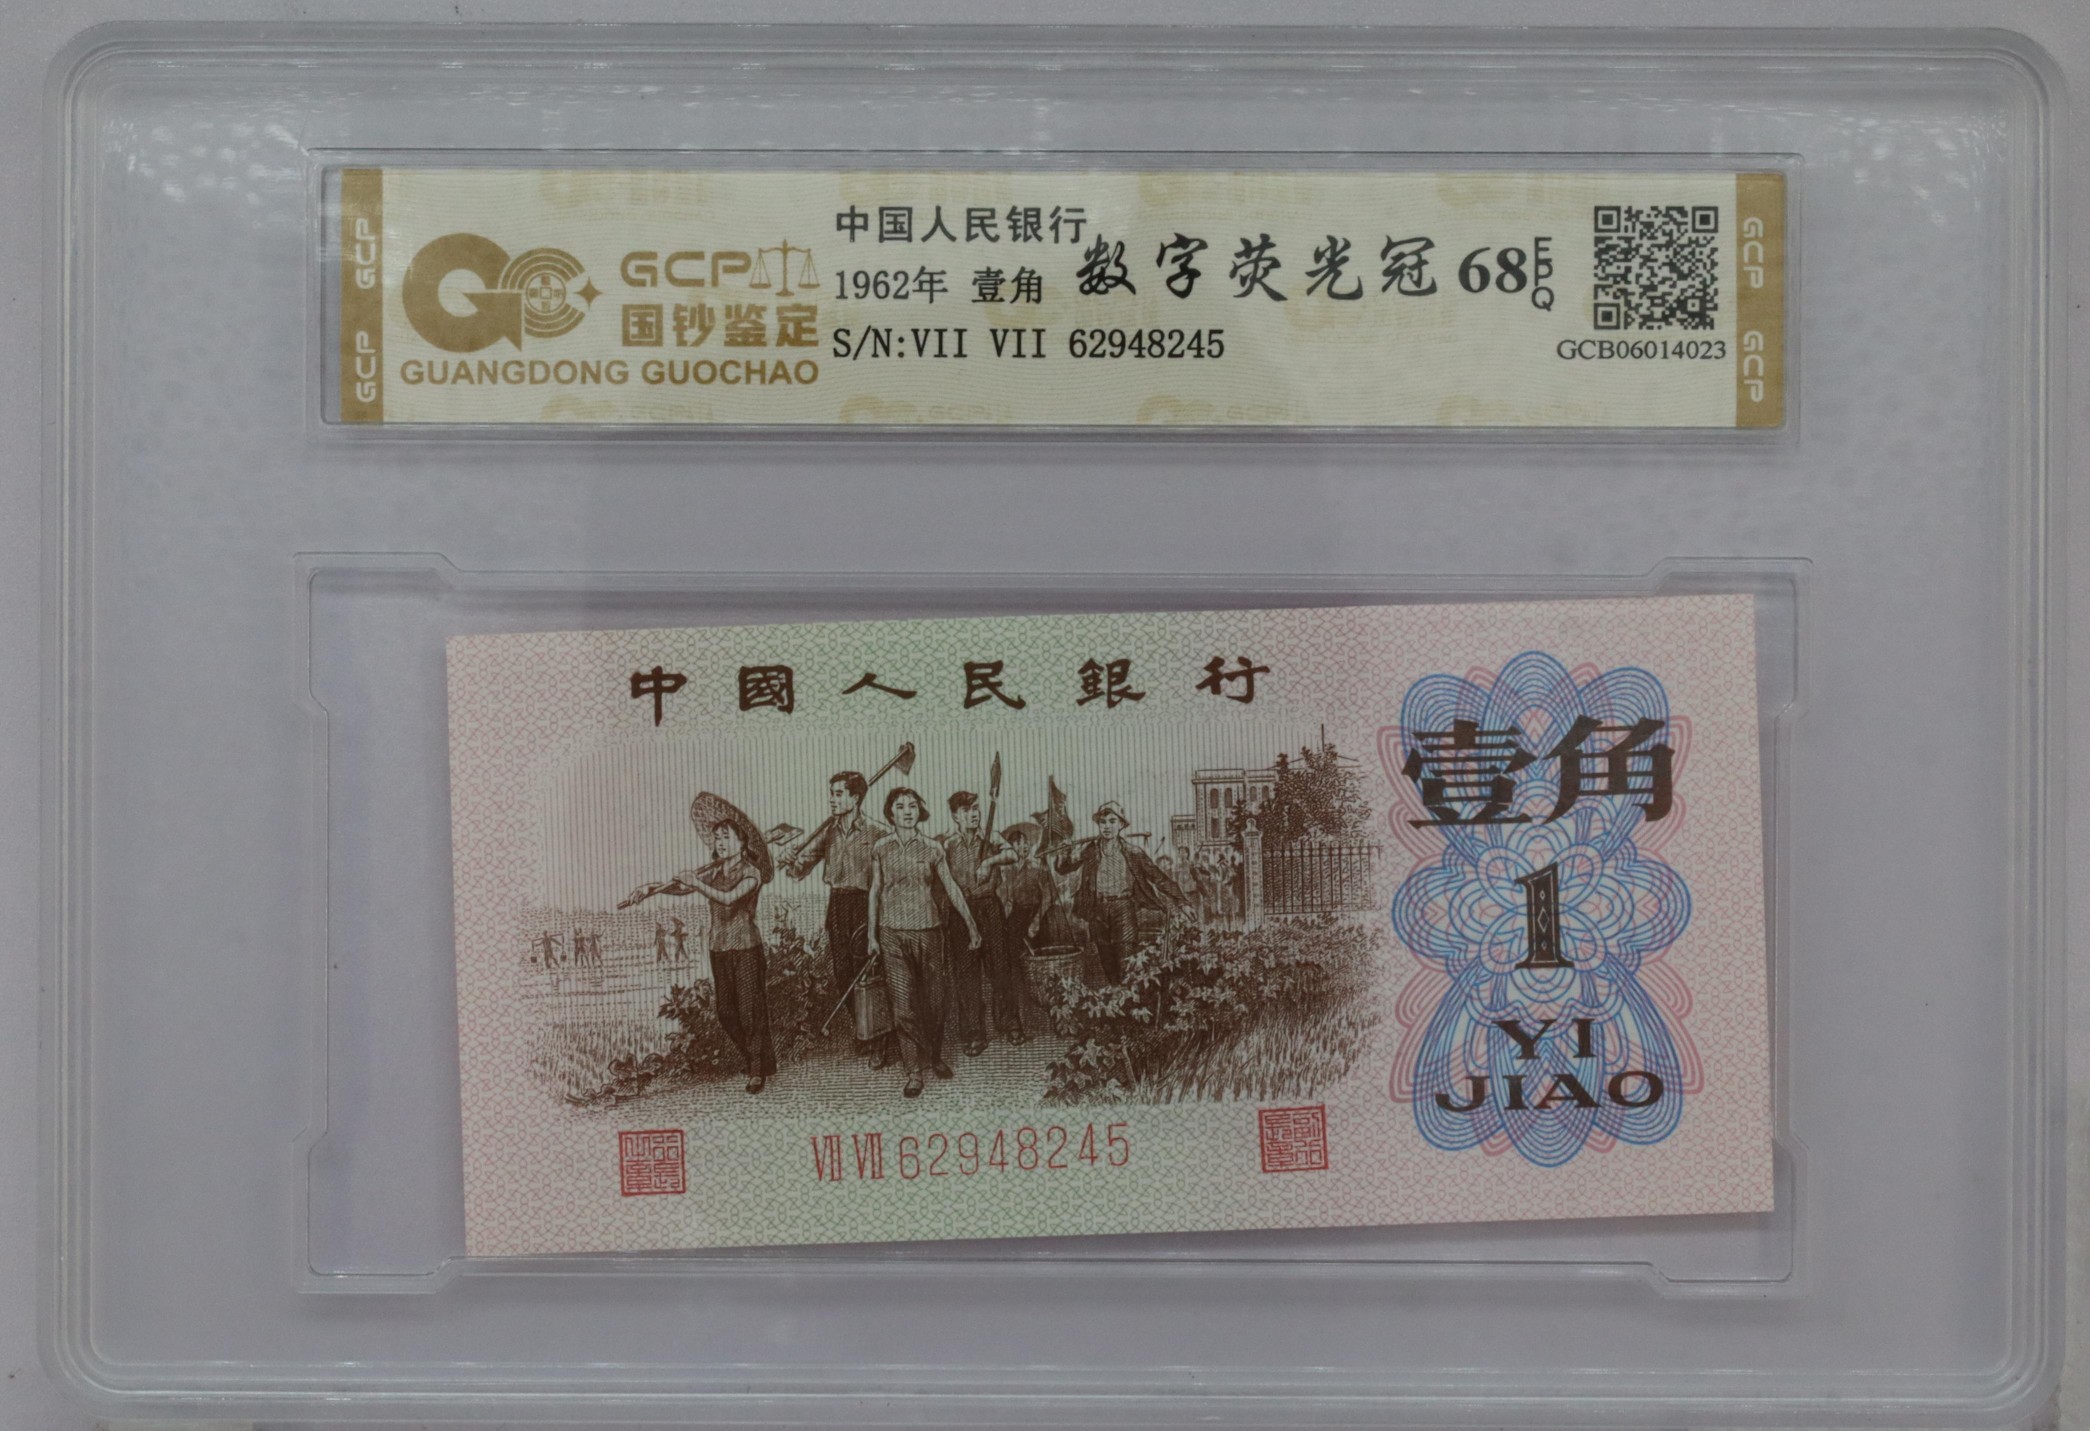 GCP
GCP
GCP
国钞鉴定
GUANGDONG GUOCHAO
中国人民银行
1962年 壹角
S/N:VII VII 62948245
数字荧光冠 68 EPQ
GCB06014023
GCP
GCP
中國人民銀行
壹角
1
YI
JIAO
VII VII 62948245